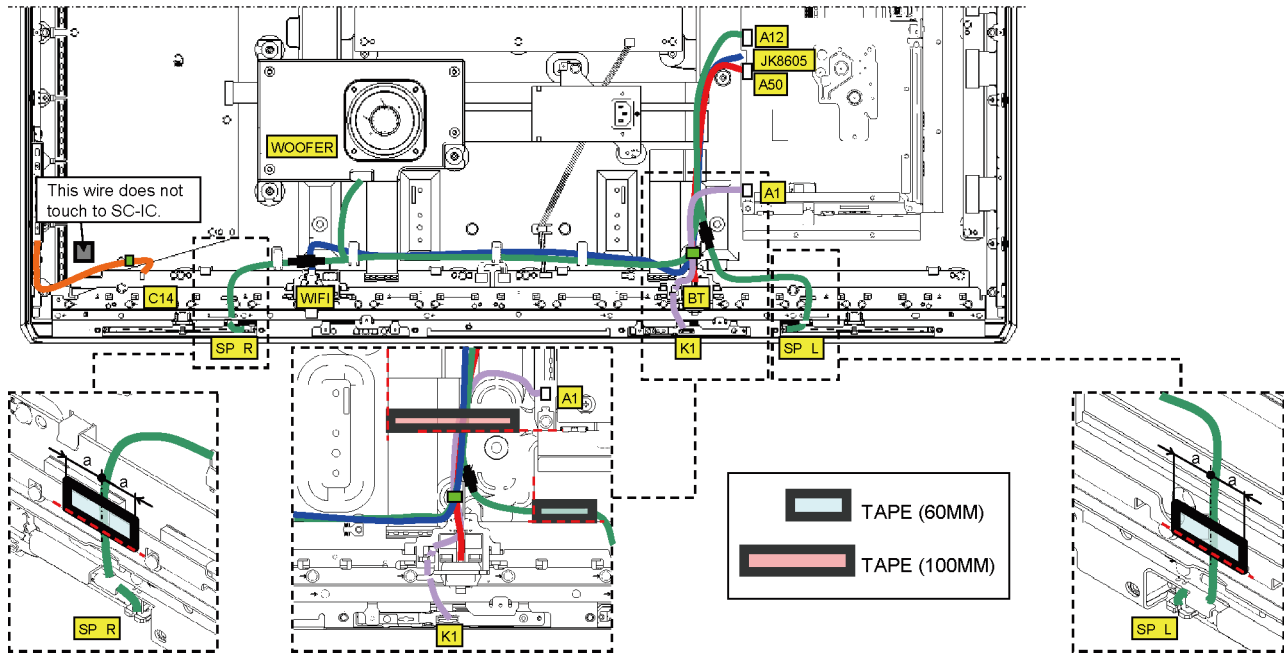 A12
JK8605
A50
WOOFER
A1
This wire does not
touch to SC-IC.
C14
WIFI
BT
SP R
K1
SP L
A1
a
a
a
a
TAPE (60MM)
TAPE (100MM)
SP R
K1
SP L